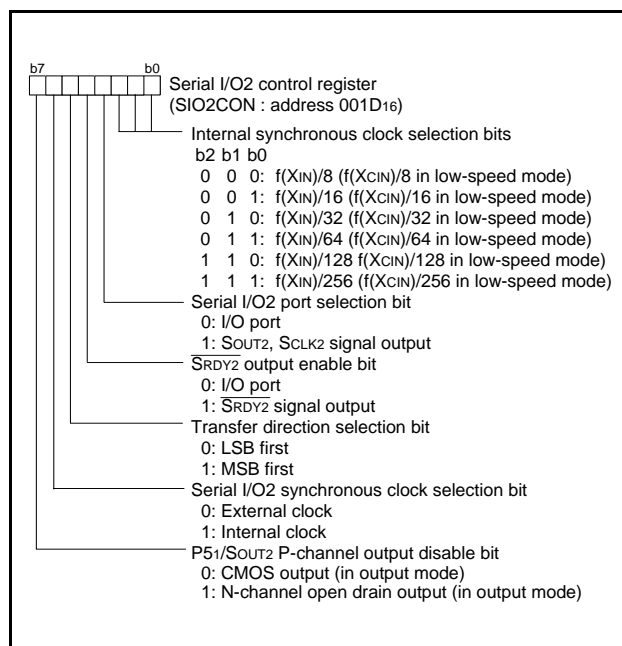 b7 b0
Serial I/O2 control register
(SIO2CON : address 001D16)
Internal synchronous clock selection bits
b2 b1 b0
0 0 0: f(XIN)/8 (f(XCIN)/8 in low-speed mode)
0 0 1: f(XIN)/16 (f(XCIN)/16 in low-speed mode)
0 1 0: f(XIN)/32 (f(XCIN)/32 in low-speed mode)
0 1 1: f(XIN)/64 (f(XCIN)/64 in low-speed mode)
1 1 0: f(XIN)/128 f(XCIN)/128 in low-speed mode)
1 1 1: f(XIN)/256 (f(XCIN)/256 in low-speed mode)
Serial I/O2 port selection bit
0: I/O port
1: SOUT2, SCLK2 signal output
SRDY2 output enable bit
0: I/O port
1: SRDY2 signal output
Transfer direction selection bit
0: LSB first
1: MSB first
Serial I/O2 synchronous clock selection bit
0: External clock
1: Internal clock
P51/SOUT2 P-channel output disable bit
0: CMOS output (in output mode)
1: N-channel open drain output (in output mode)